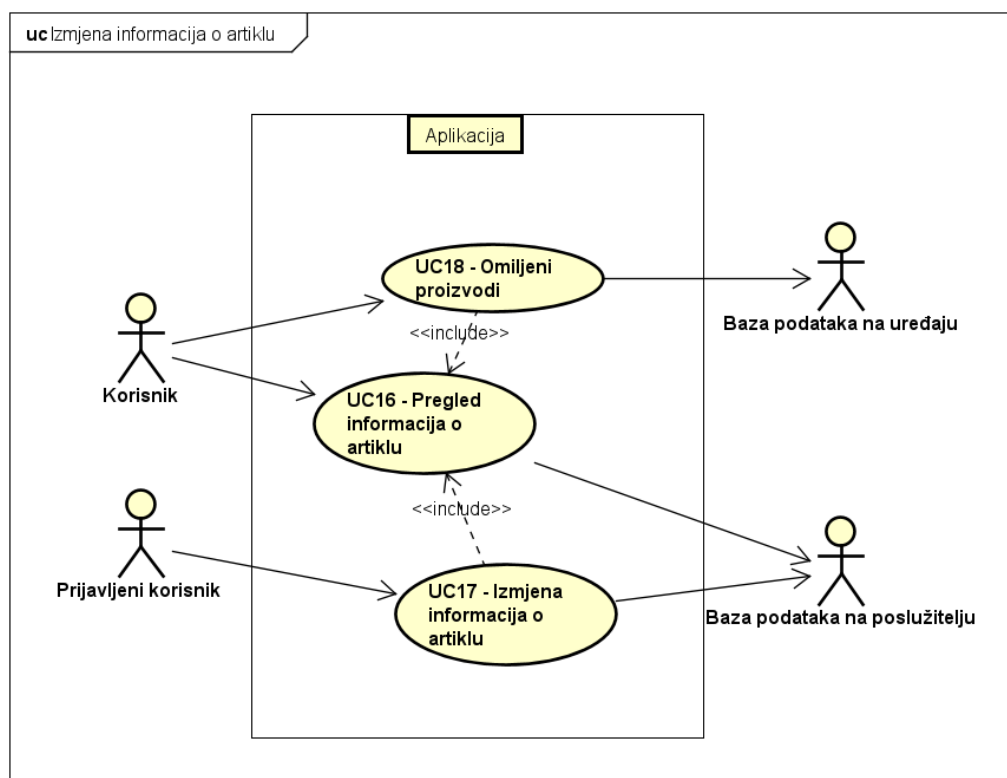 uc Izmjena informacija o artiklu
Aplikacija
UC18 - Omiljeni
proizvodi
Baza podataka na uređaju
<<include>>
Korisnik
UC16 - Pregled
informacija o
artiklu
<<include>>
Prijavljeni korisnik
UC17 - Izmjena
informacija o
artiklu
Baza podataka na poslužitelju